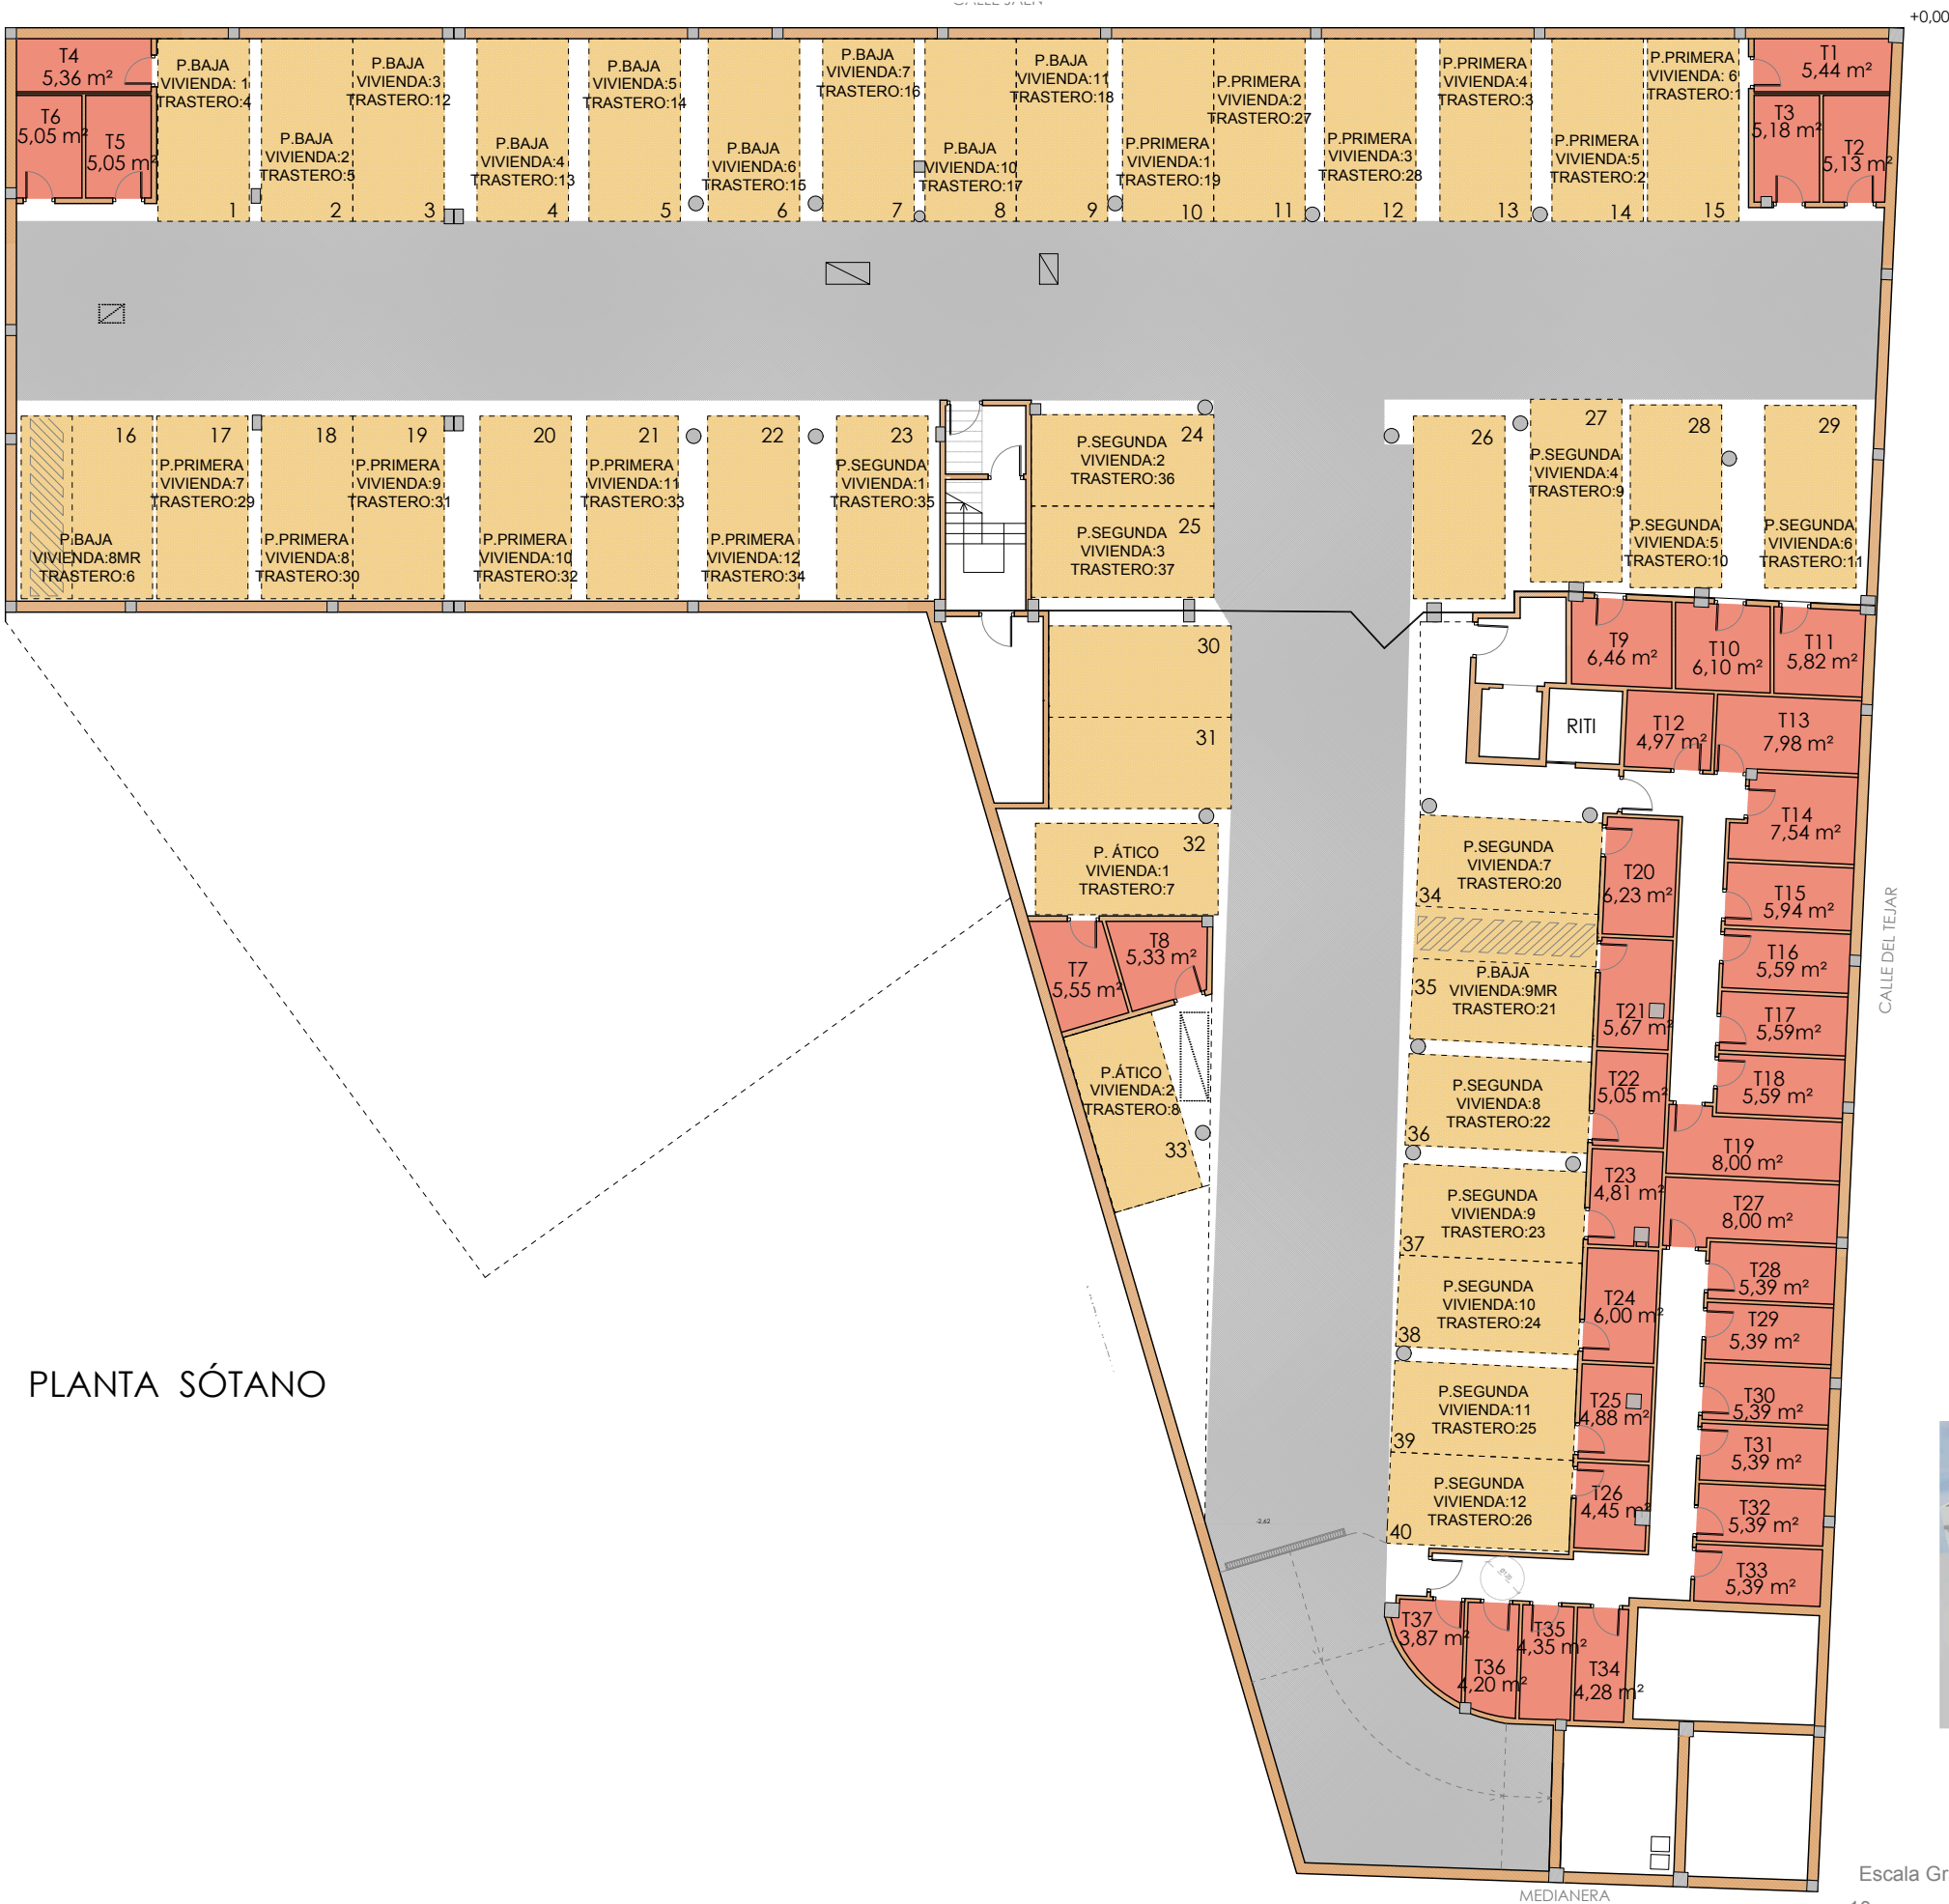 +0,00
T4
5,36 m²
T6
5,05 m²
T5
5,05 m²
P.BAJA
VIVIENDA: 1
TRASTERO:4
1
P.BAJA
VIVIENDA:2
TRASTERO:5
2
P.BAJA
VIVIENDA:3
TRASTERO:12
3
P.BAJA
VIVIENDA:4
TRASTERO:13
4
P.BAJA
VIVIENDA:5
TRASTERO:14
5
P.BAJA
VIVIENDA:6
TRASTERO:15
6
P.BAJA
VIVIENDA:7
TRASTERO:16
7
P.BAJA
VIVIENDA:10
TRASTERO:17
8
P.BAJA
VIVIENDA:11
TRASTERO:18
9
P.PRIMERA
VIVIENDA:1
TRASTERO:19
10
P.PRIMERA
VIVIENDA:2
TRASTERO:27
11
P.PRIMERA
VIVIENDA:3
TRASTERO:28
12
P.PRIMERA
VIVIENDA:4
TRASTERO:3
13
P.PRIMERA
VIVIENDA:5
TRASTERO:2
14
P.PRIMERA
VIVIENDA: 6
TRASTERO:1
15
T1
5,44 m²
T3
5,18 m²
T2
5,13 m²
16
P.BAJA
VIVIENDA:8MR
TRASTERO:6
17
P.PRIMERA
VIVIENDA:7
TRASTERO:29
18
P.PRIMERA
VIVIENDA:8
TRASTERO:30
19
P.PRIMERA
VIVIENDA:9
TRASTERO:31
20
P.PRIMERA
VIVIENDA:10
TRASTERO:32
21
P.PRIMERA
VIVIENDA:11
TRASTERO:33
22
P.PRIMERA
VIVIENDA:12
TRASTERO:34
23
P.SEGUNDA
VIVIENDA:1
TRASTERO:35
24
P.SEGUNDA
VIVIENDA:2
TRASTERO:36
25
P.SEGUNDA
VIVIENDA:3
TRASTERO:37
26
27
P.SEGUNDA
VIVIENDA:4
TRASTERO:9
28
P.SEGUNDA
VIVIENDA:5
TRASTERO:10
29
P.SEGUNDA
VIVIENDA:6
TRASTERO:11
30
31
32
P. ÁTICO
VIVIENDA:1
TRASTERO:7
T7
5,55 m²
T8
5,33 m²
P.ÁTICO
VIVIENDA:2
TRASTERO:8
33
T9
6,46 m²
T10
6,10 m²
T11
5,82 m²
RITI
T12
4,97 m²
T13
7,98 m²
T14
7,54 m²
T15
5,94 m²
T16
5,59 m²
T17
5,59m²
T18
5,59 m²
T19
8,00 m²
T27
8,00 m²
T28
5,39 m²
T29
5,39 m²
T30
5,39 m²
T31
5,39 m²
T32
5,39 m²
T33
5,39 m²
P.SEGUNDA
VIVIENDA:7
TRASTERO:20
34
P.BAJA
VIVIENDA:9MR
TRASTERO:21
35
P.SEGUNDA
VIVIENDA:8
TRASTERO:22
36
P.SEGUNDA
VIVIENDA:9
TRASTERO:23
37
P.SEGUNDA
VIVIENDA:10
TRASTERO:24
38
P.SEGUNDA
VIVIENDA:11
TRASTERO:25
39
P.SEGUNDA
VIVIENDA:12
TRASTERO:26
40
T20
6,23 m²
T21
5,67 m²
T22
5,05 m²
T23
4,81 m²
T24
6,00 m²
T25
4,88 m²
T26
4,45 m²
T37
3,87 m²
T36
4,20 m²
T35
4,35 m²
T34
4,28 m²
-2,62
CALLE DEL TEJAR
PLANTA SÓTANO
MEDIANERA
Escala Gr